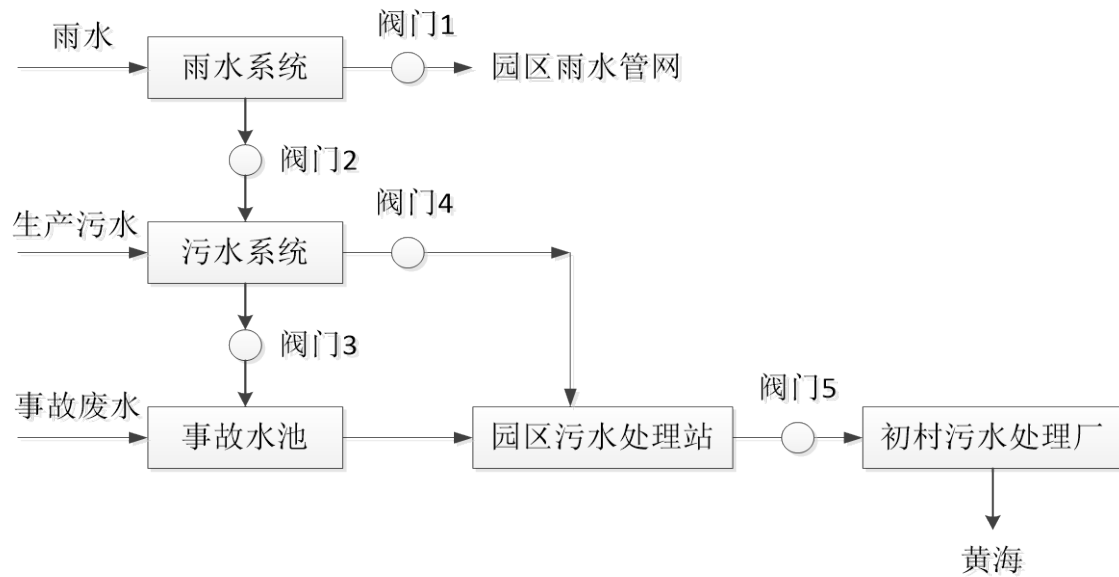 雨水
阀门1
雨水系统
园区雨水管网
阀门2
生产污水
阀门4
污水系统
阀门3
事故废水
阀门5
事故水池
园区污水处理站
初村污水处理厂
黄海